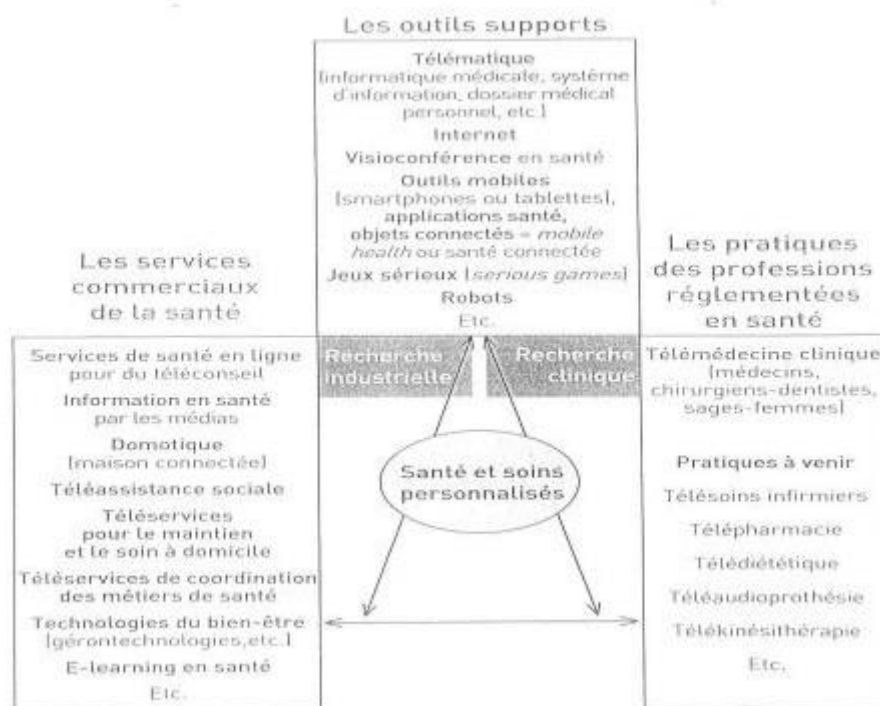 Les outils supports
Télématique
[informatique médicale, système
d'information, dossier médical
personnel, etc.]
Internet
Visioconférence en santé
Outils mobiles
[smartphones ou tablettes],
applications santé,
objets connectés = mobile
health ou santé connectée
Jeux sérieux [serious games]
Robots
Etc.
Les services
commerciaux
de la santé
Services de santé en ligne
pour du téléconseil
Information en santé
par les médias
Domotique
[maison connectée]
Téléassistance sociale
Téléservices
pour le maintien
et le soin à domicile
Téléservices de coordination
des métiers de santé
Technologies du bien-être
[gérontechnologies,etc.]
E-learning en santé
Etc.
Recherche
industrielle
Recherche
clinique
Santé et soins
personnalisés
Les pratiques
des professions
réglementées
en santé
Télémédecine clinique
[médecins,
chirurgiens-dentistes,
sages-femmes]
Pratiques à venir
Télésoins infirmiers
Télépharmacie
Télédiététique
Téléaudioprothésie
Télékinésithérapie
Etc.